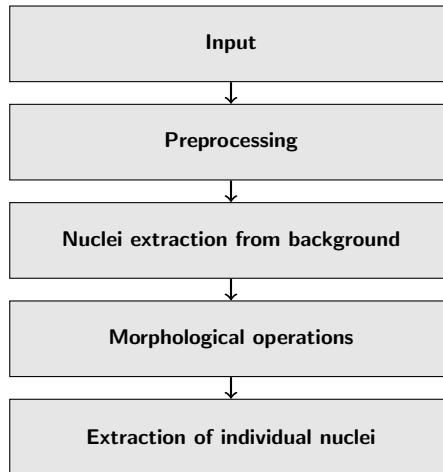 Input
Preprocessing
Nuclei extraction from background
Morphological operations
Extraction of individual nuclei